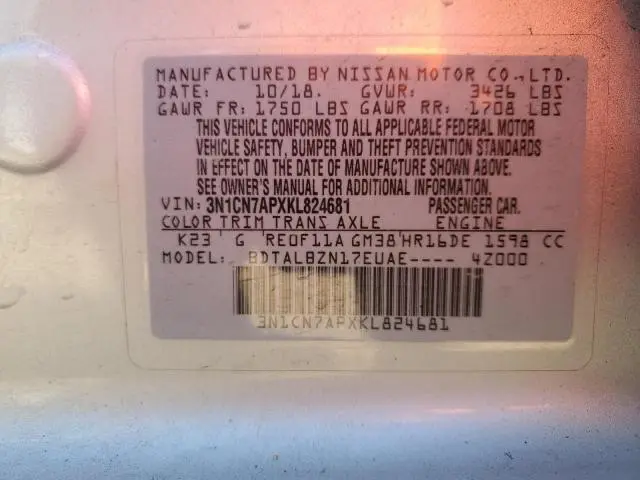 MANUFACTURED BY NISSAN MOTOR CO., LTD.
DATE: 10/18. GVWR: 3426 LBS
GAWR FR: 1750 LBS GAWR RR: 1708 LBS
THIS VEHICLE CONFORMS TO ALL APPLICABLE FEDERAL MOTOR
VEHICLE SAFETY, BUMPER AND THEFT PREVENTION STANDARDS
IN EFFECT ON THE DATE OF MANUFACTURE SHOWN ABOVE.
SEE OWNER'S MANUAL FOR ADDITIONAL INFORMATION.
VIN: 3N1CN7APXKL824681 PASSENGER CAR.
COLOR TRIM TRANS AXLE ENGINE
K23 G RE0F11A GM38 HR16DE 1598 CC
MODEL: BDTALBZN17EUAE---- 4Z000
3N1CN7APXKL824681